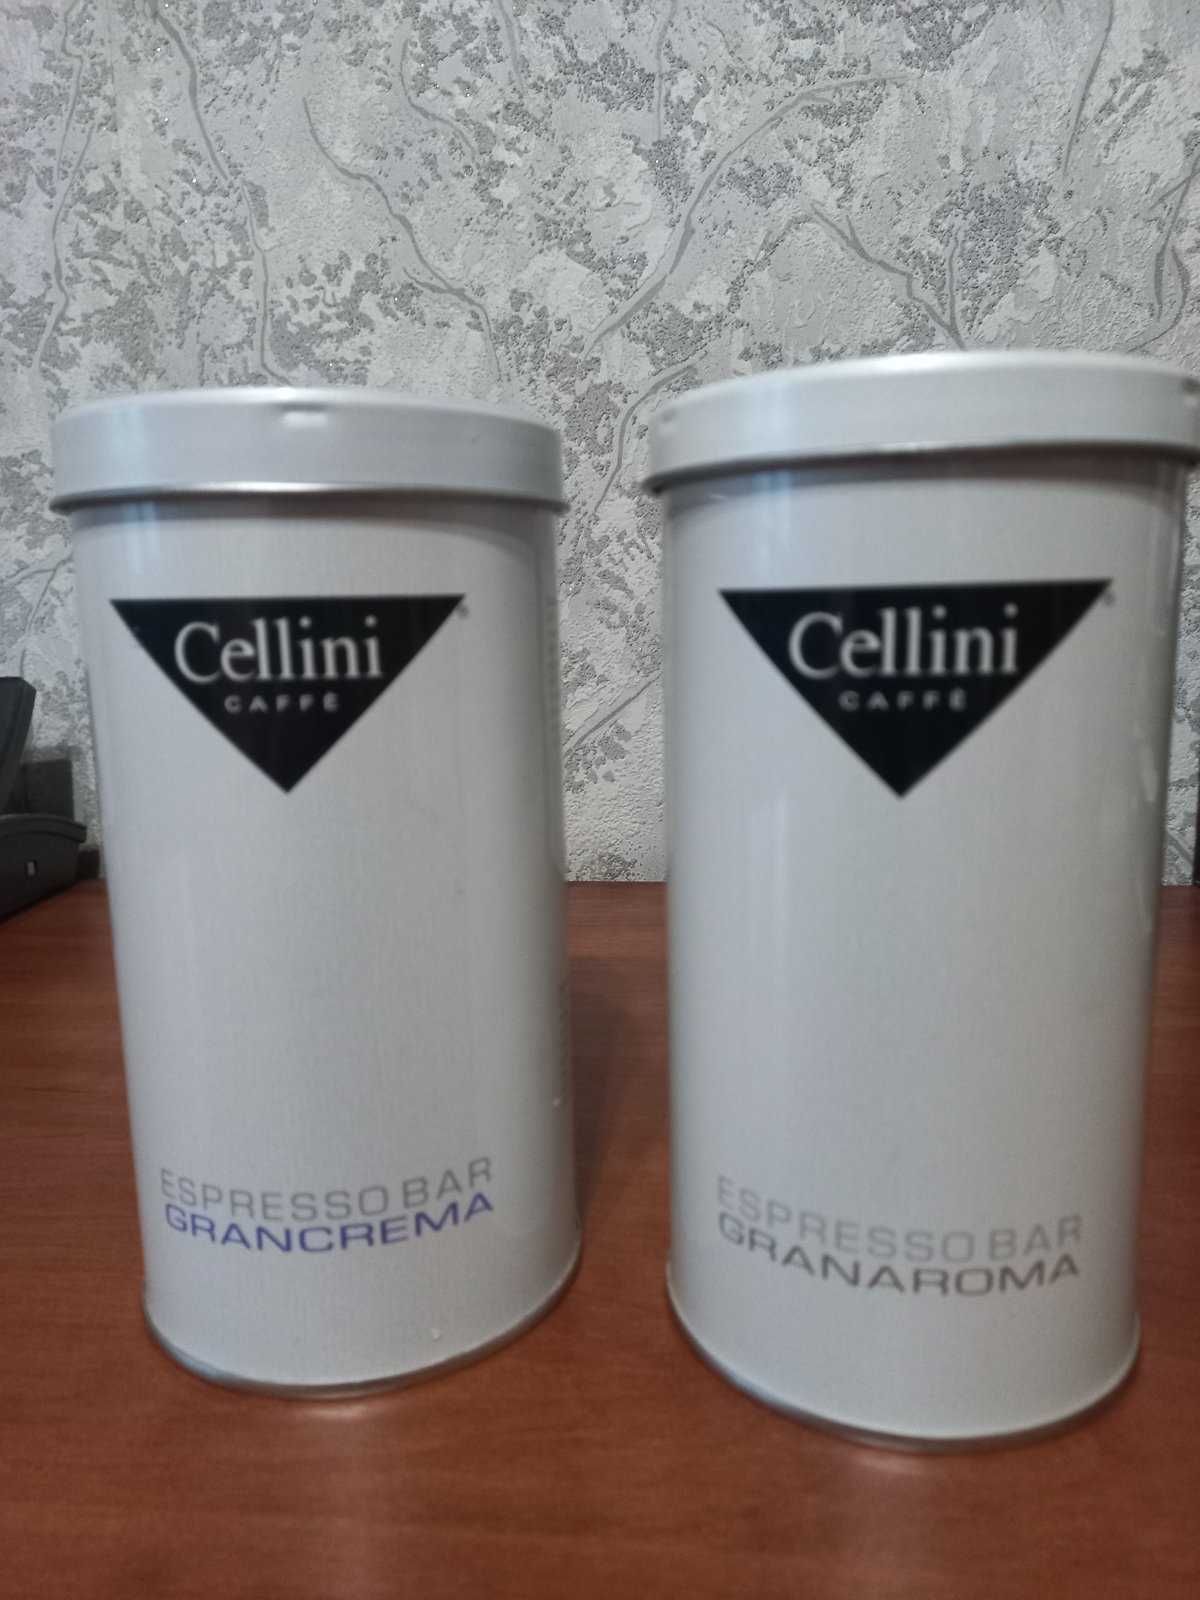 Cellini
CAFFÈ
ESPRESSO BAR
GRANCREMA
Cellini
CAFFÈ
ESPRESSO BAR
GRANAROMA